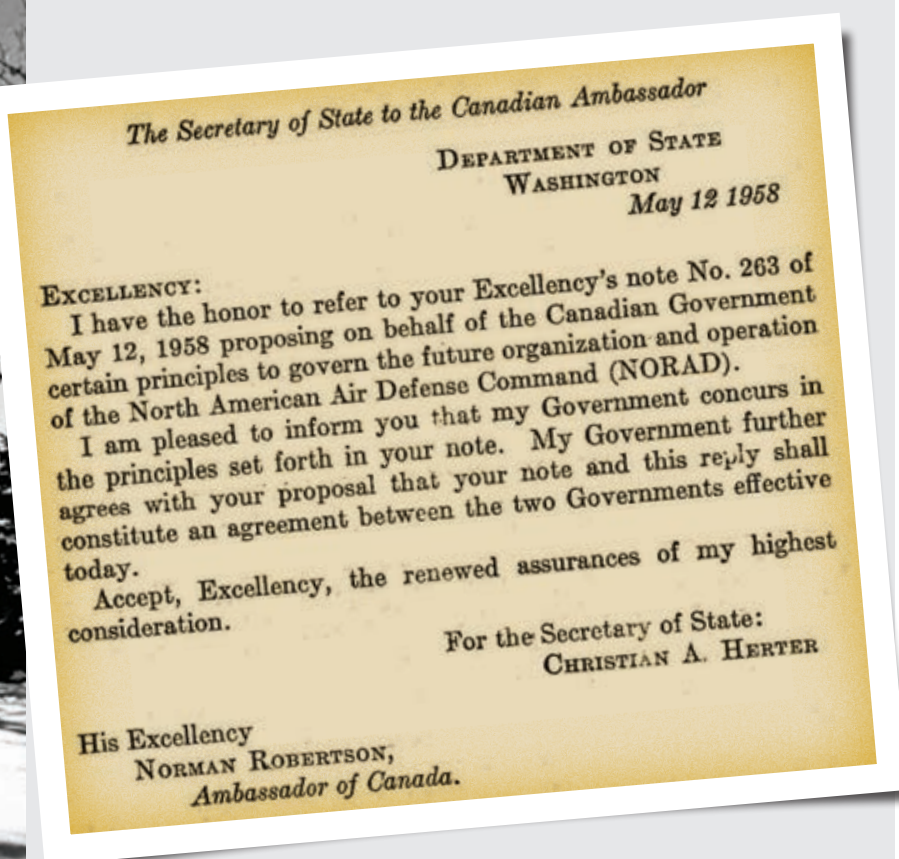 The Secretary of State to the Canadian Ambassador
DEPARTMENT OF STATE
WASHINGTON
May 12 1958
EXCELLENCY:
I have the honor to refer to your Excellency's note No. 263 of
May 12, 1958 proposing on behalf of the Canadian Government
certain principles to govern the future organization and operation
of the North American Air Defense Command (NORAD).
I am pleased to inform you that my Government concurs in
the principles set forth in your note. My Government further
agrees with your proposal that your note and this reply shall
constitute an agreement between the two Governments effective
today.
Accept, Excellency, the renewed assurances of my highest
consideration.
For the Secretary of State:
CHRISTIAN A. HERTER
His Excellency
NORMAN ROBERTSON,
Ambassador of Canada.